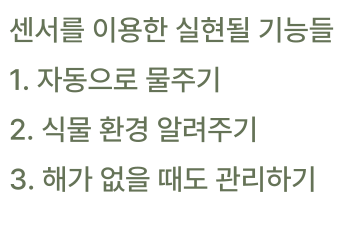 센서를 이용한 실현될 기능들
1. 자동으로 물주기
2. 식물 환경 알려주기
3. 해가 없을 때도 관리하기